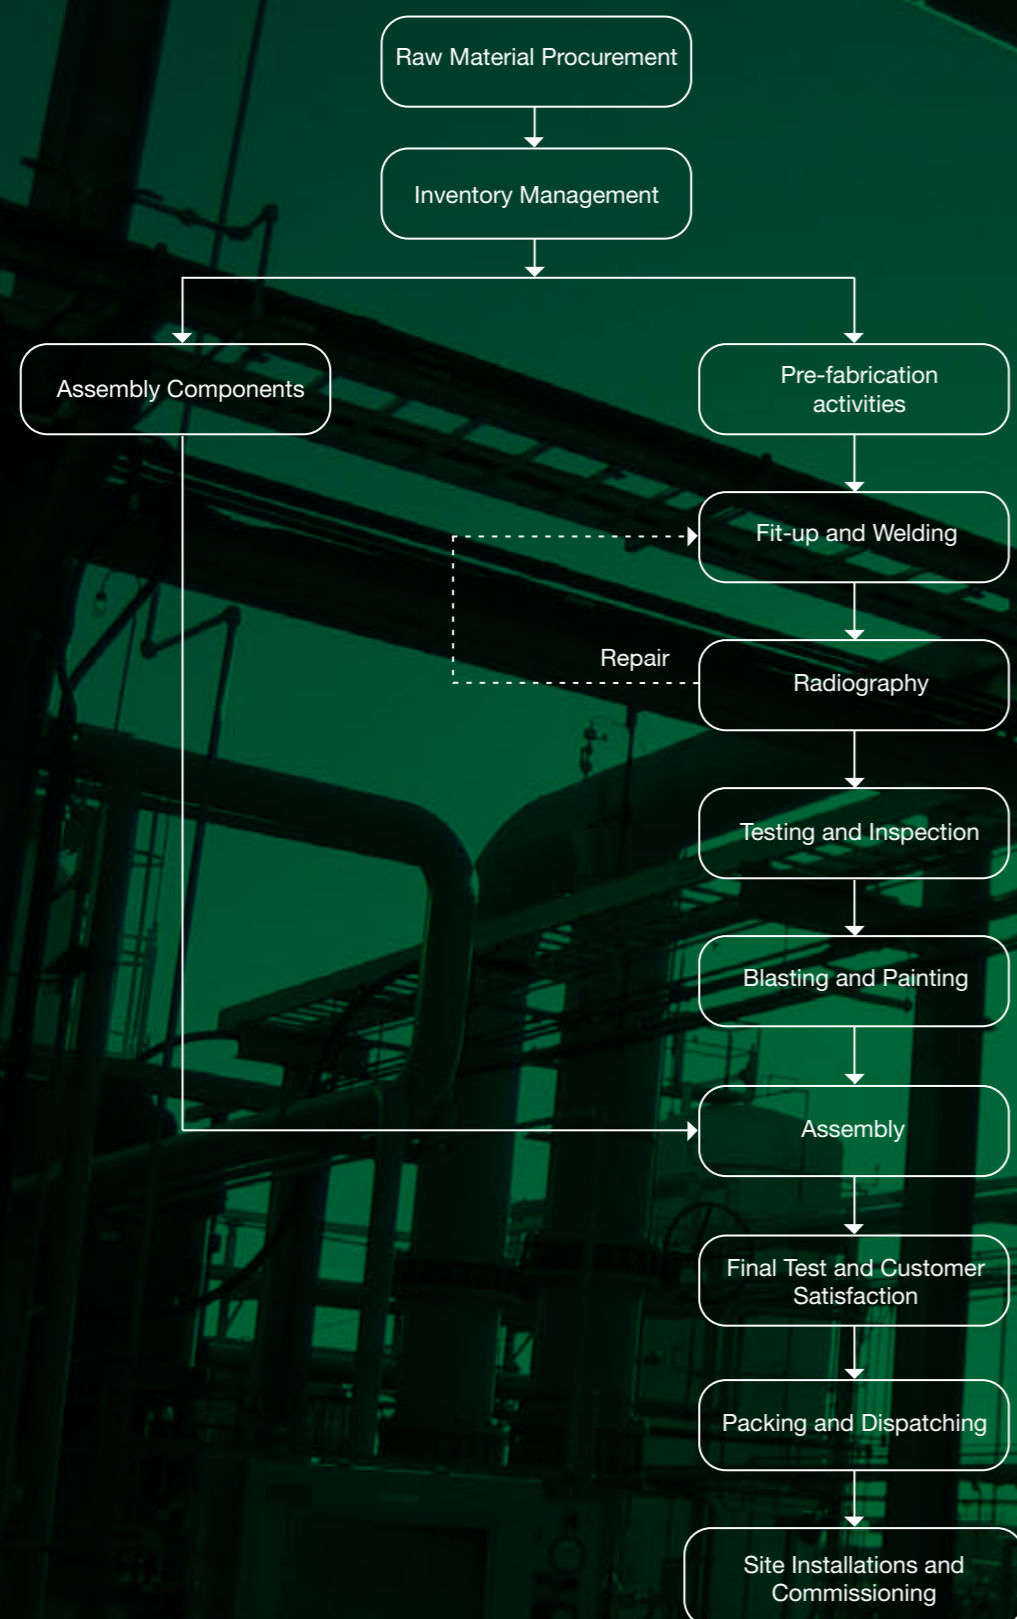 Raw Material Procurement
Inventory Management
Assembly Components
Pre-fabrication
activities
Fit-up and Welding
Repair
Radiography
Testing and Inspection
Blasting and Painting
Assembly
Final Test and Customer
Satisfaction
Packing and Dispatching
Site Installations and
Commissioning